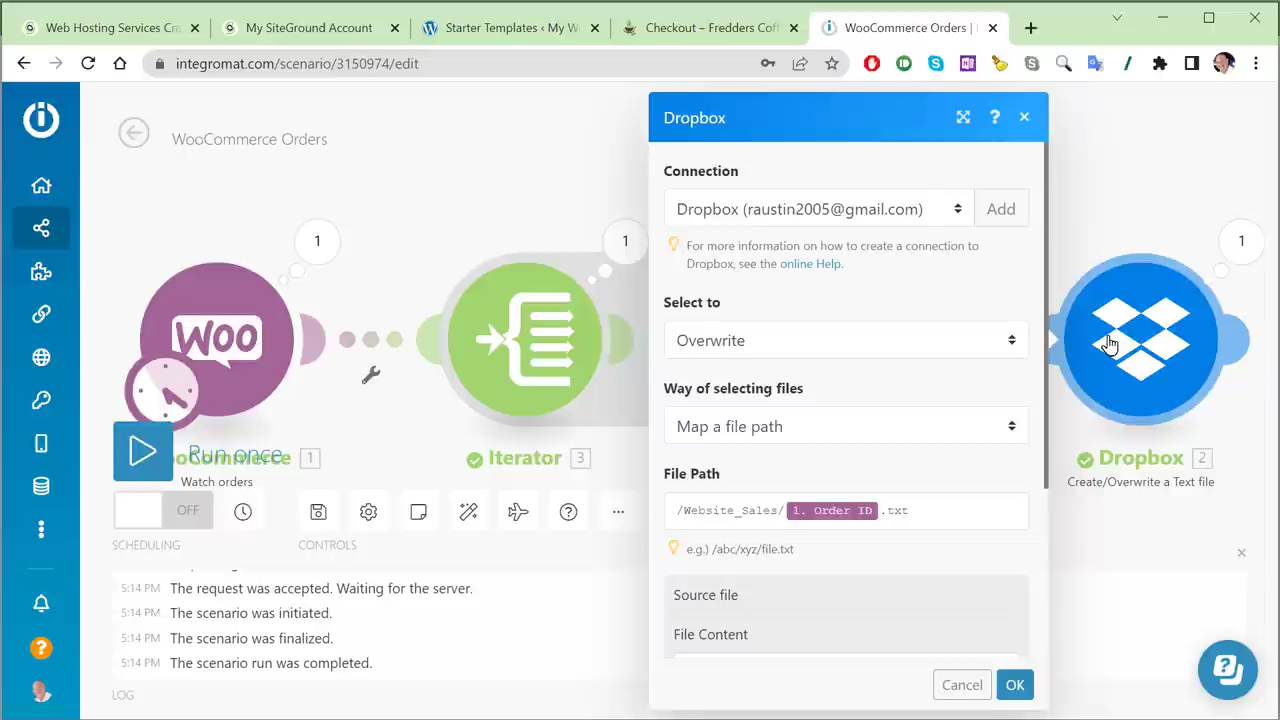 Web Hosting Services Cra
My SiteGround Account
Starter Templates ‹ My W
Checkout – Fredders Coff
WooCommerce Orders |
integromat.com/scenario/3150974/edit
WooCommerce Orders
Dropbox
Connection
Dropbox (raustin2005@gmail.com)
Add
For more information on how to create a connection to
Dropbox, see the online Help.
Select to
Overwrite
Way of selecting files
Map a file path
File Path
/Website_Sales/ 1. Order ID .txt
e.g.) /abc/xyz/file.txt
Source file
File Content
Cancel
OK
1
1
1
WOO
Run once
oCommerce 1
Watch orders
Iterator 3
Dropbox 2
Create/Overwrite a Text file
OFF
SCHEDULING
CONTROLS
5:14 PM The request was accepted. Waiting for the server.
5:14 PM The scenario was initiated.
5:14 PM The scenario was finalized.
5:14 PM The scenario run was completed.
LOG